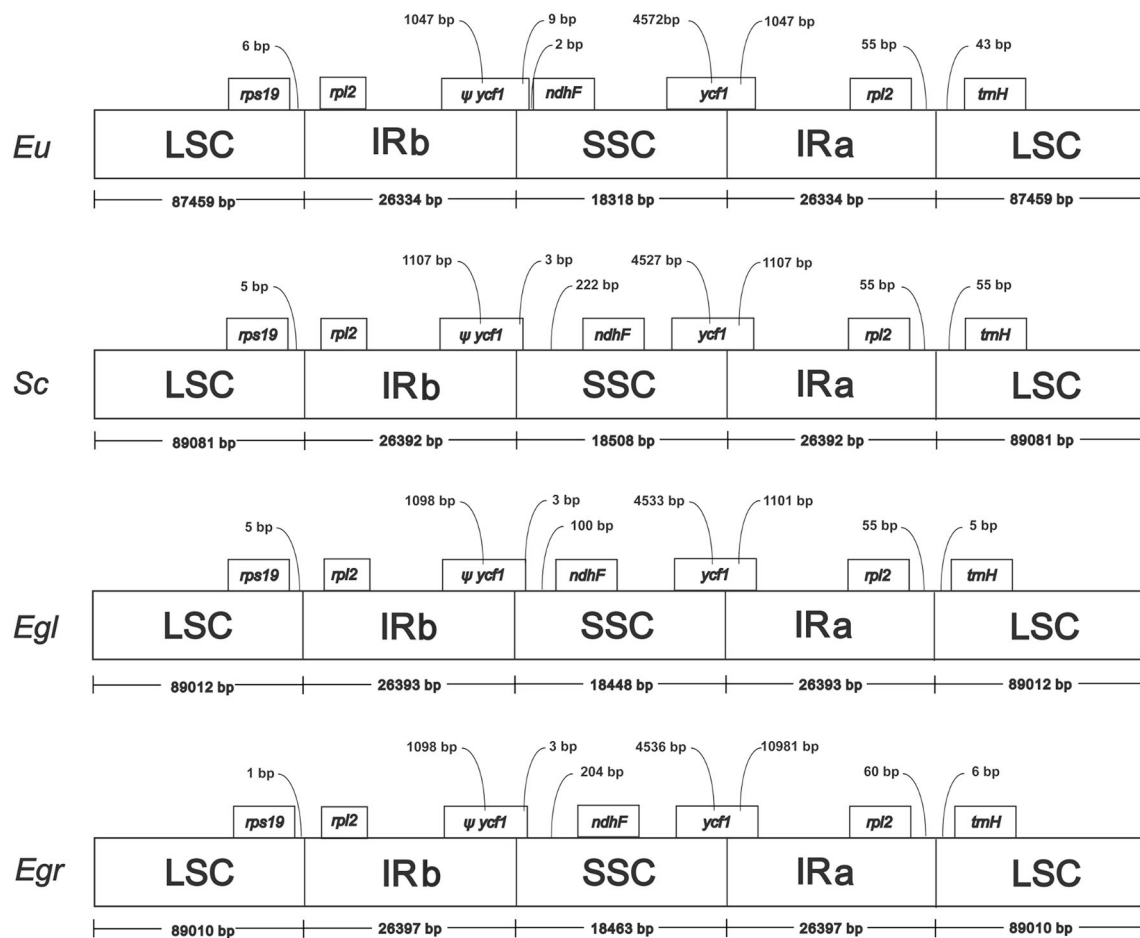 1047 bp 9 bp 4572bp 1047 bp
6 bp 2 bp 55 bp 43 bp
rps19 rpl2 ψ ycf1 ndhF ycf1 rpl2 trnH
Eu LSC IRb SSC IRa LSC
87459 bp 26334 bp 18318 bp 26334 bp 87459 bp
1107 bp 3 bp 4527 bp 1107 bp
5 bp 222 bp 55 bp 55 bp
rps19 rpl2 ψ ycf1 ndhF ycf1 rpl2 trnH
Sc LSC IRb SSC IRa LSC
89081 bp 26392 bp 18508 bp 26392 bp 89081 bp
1098 bp 3 bp 4533 bp 1101 bp
5 bp 100 bp 55 bp 5 bp
rps19 rpl2 ψ ycf1 ndhF ycf1 rpl2 trnH
Egl LSC IRb SSC IRa LSC
89012 bp 26393 bp 18448 bp 26393 bp 89012 bp
1098 bp 3 bp 4536 bp 10981 bp
1 bp 204 bp 60 bp 6 bp
rps19 rpl2 ψ ycf1 ndhF ycf1 rpl2 trnH
Egr LSC IRb SSC IRa LSC
89010 bp 26397 bp 18463 bp 26397 bp 89010 bp